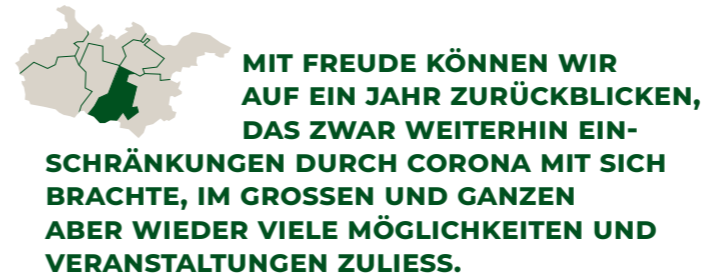 MIT FREUDE KÖNNEN WIR
AUF EIN JAHR ZURÜCKBLICKEN,
DAS ZWAR WEITERHIN EIN-
SCHRÄNKUNGEN DURCH CORONA MIT SICH
BRACHTE, IM GROSSEN UND GANZEN
ABER WIEDER VIELE MÖGLICHKEITEN UND
VERANSTALTUNGEN ZULIESS.